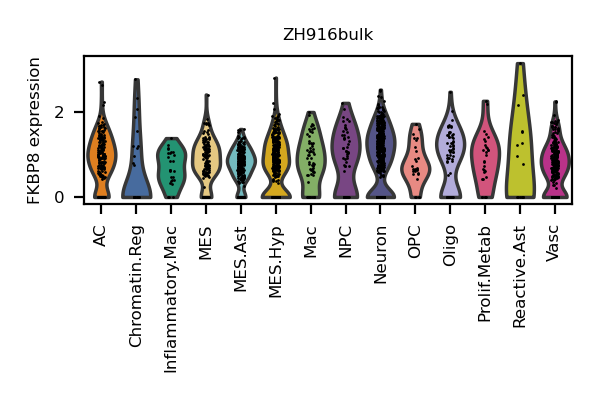 ZH916bulk
FKBP8 expression
2
0
AC
Chromatin.Reg
Inflammatory.Mac
MES
MES.Ast
MES.Hyp
Mac
NPC
Neuron
OPC
Oligo
Prolif.Metab
Reactive.Ast
Vasc